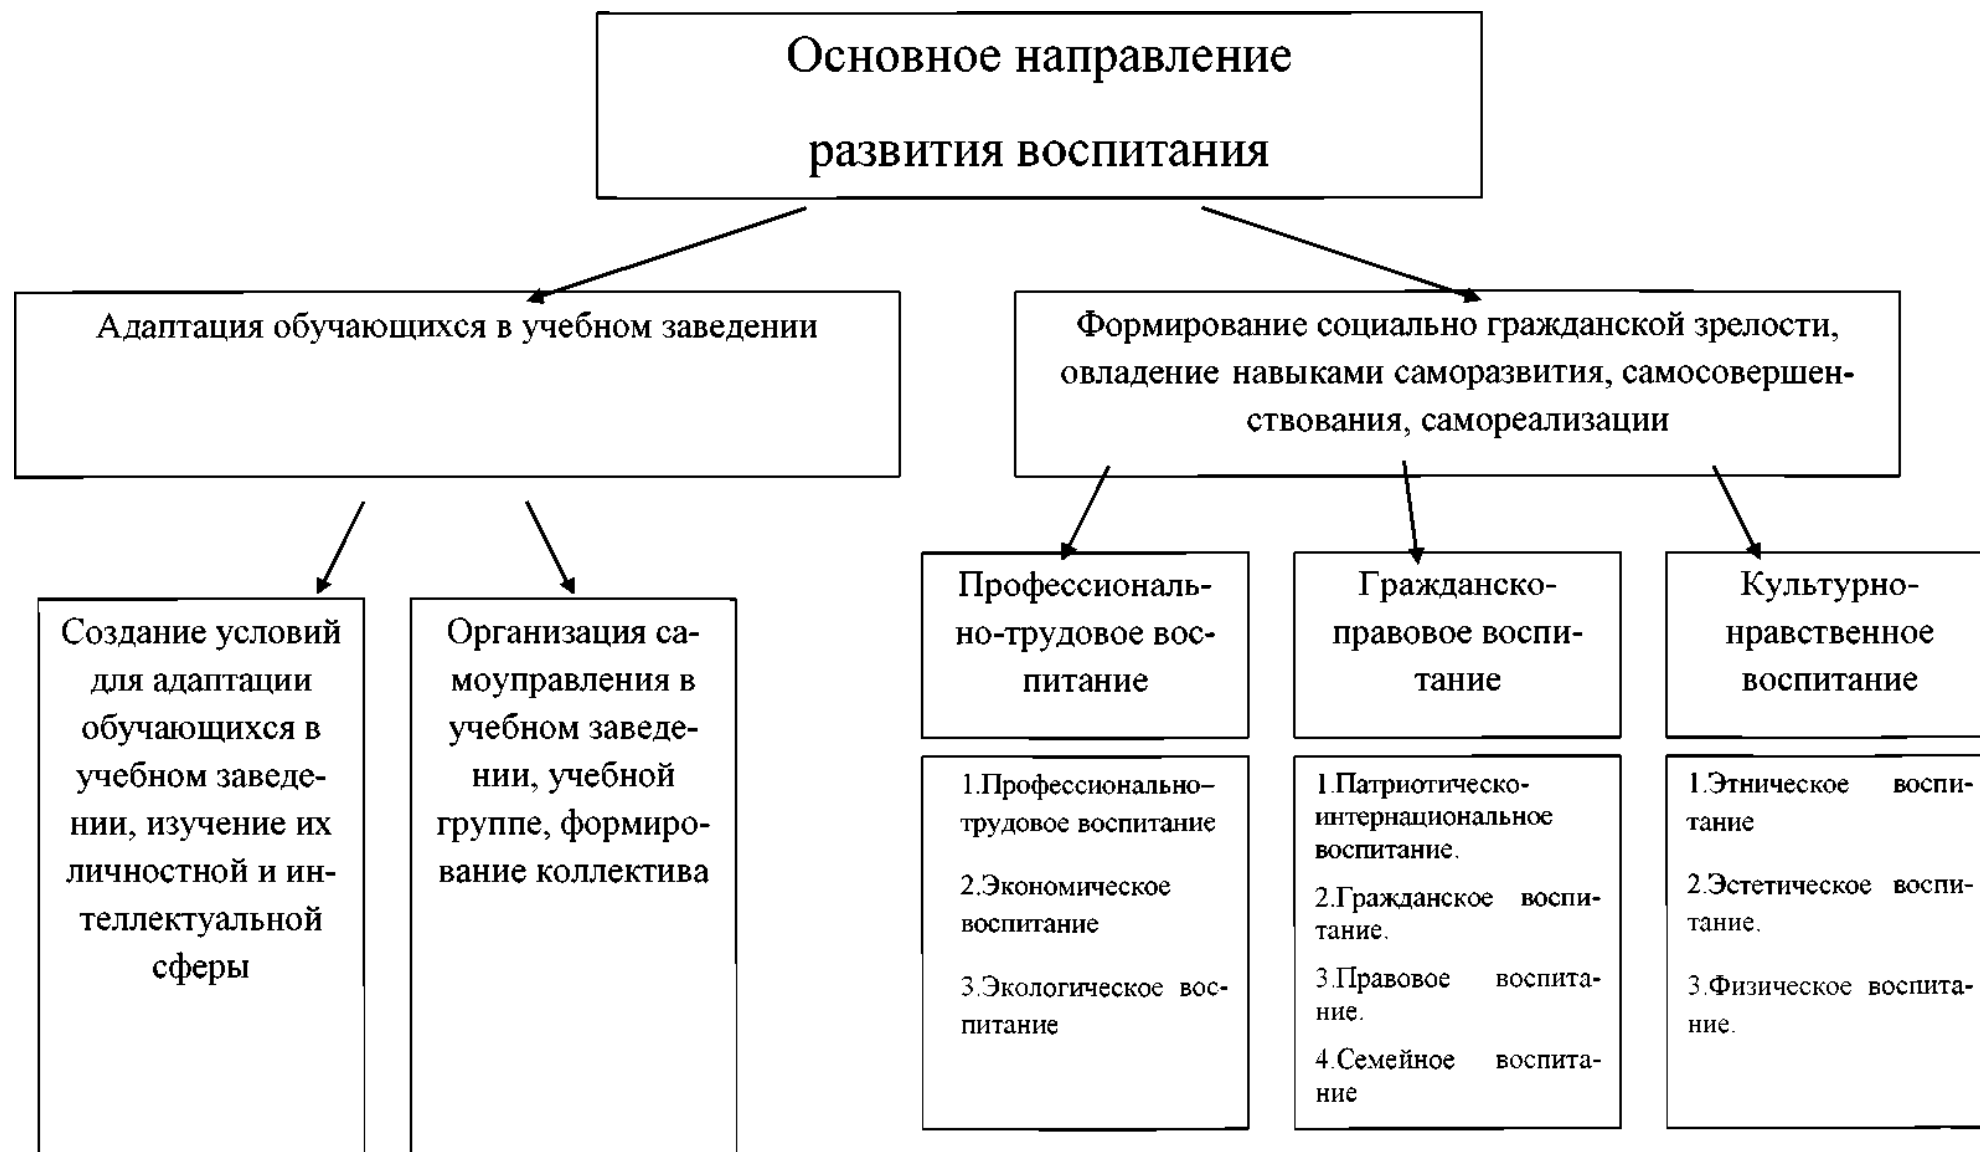 Основное направление
развития воспитания
Адаптация обучающихся в учебном заведении
Формирование социально гражданской зрелости,
овладение навыками саморазвития, самосовершен-
ствования, самореализации
Создание условий
для адаптации
обучающихся в
учебном заведе-
нии, изучение их
личностной и ин-
теллектуальной
сферы
Организация са-
моуправления в
учебном заведе-
нии, учебной
группе, формиро-
вание коллектива
Профессиональ-
но-трудовое вос-
питание
Гражданско-
правовое воспи-
тание
Культурно-
нравственное
воспитание
1.Профессионально–
трудовое воспитание
2.Экономическое
воспитание
3.Экологическое вос-
питание
1.Патриотическо-
интернациональное
воспитание.
2.Гражданское воспи-
тание.
3.Правовое воспита-
ние.
4.Семейное воспита-
ние
1.Этническое воспи-
тание
2.Эстетическое воспи-
тание.
3.Физическое воспита-
ние.